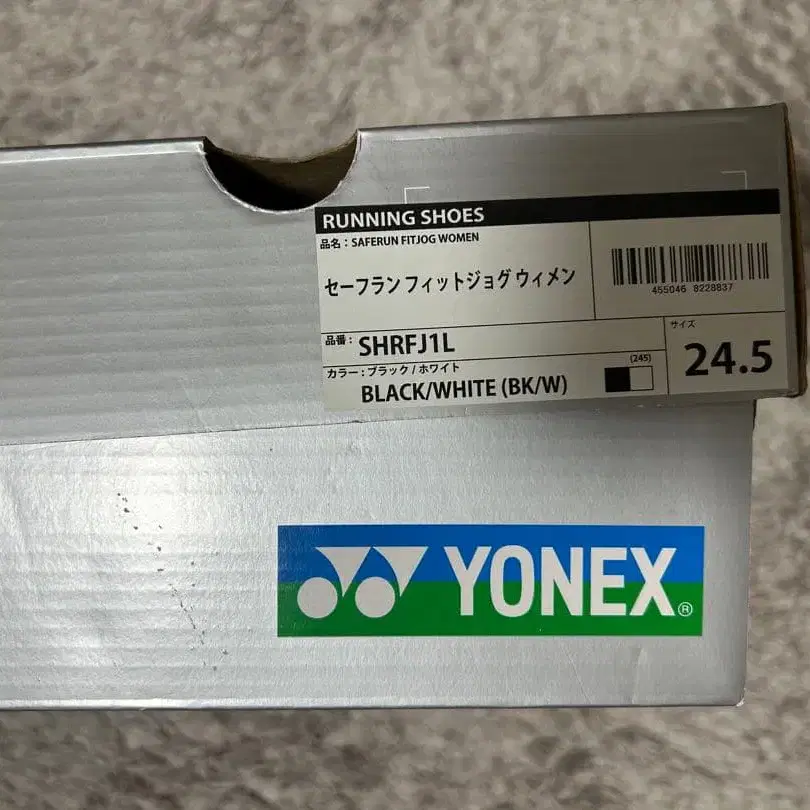 RUNNING SHOES
品名：SAFERUN FITJOG WOMEN
セーフラン フィットジョグ ウィメン
455046 8228837
品番： SHRFJ1L
カラー：ブラック / ホワイト
BLACK/WHITE (BK/W)
(245)
サイズ
24.5
YONEX®